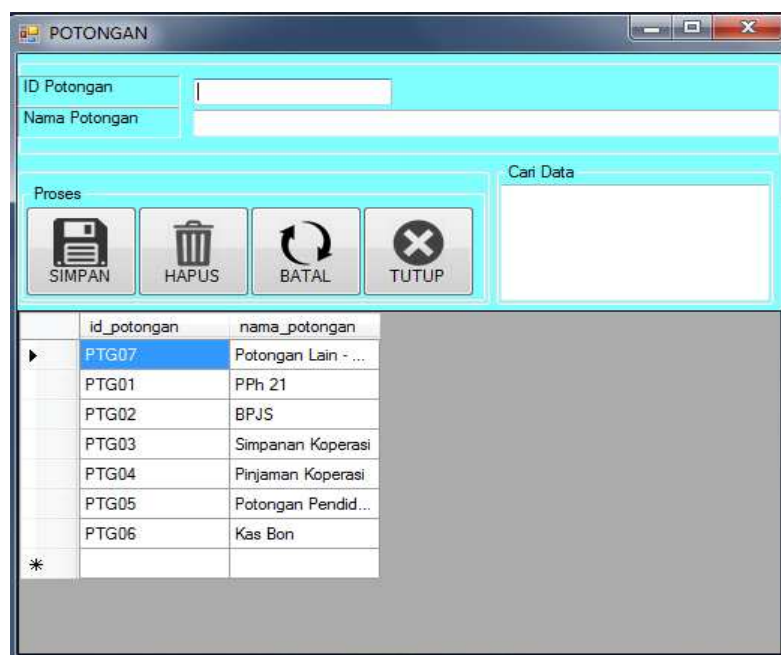 POTONGAN
ID Potongan
Nama Potongan
Cari Data
Proses
SIMPAN HAPUS BATAL TUTUP
id_potongan nama_potongan
PTG07 Potongan Lain - ...
PTG01 PPh 21
PTG02 BPJS
PTG03 Simpanan Koperasi
PTG04 Pinjaman Koperasi
PTG05 Potongan Pendid...
PTG06 Kas Bon